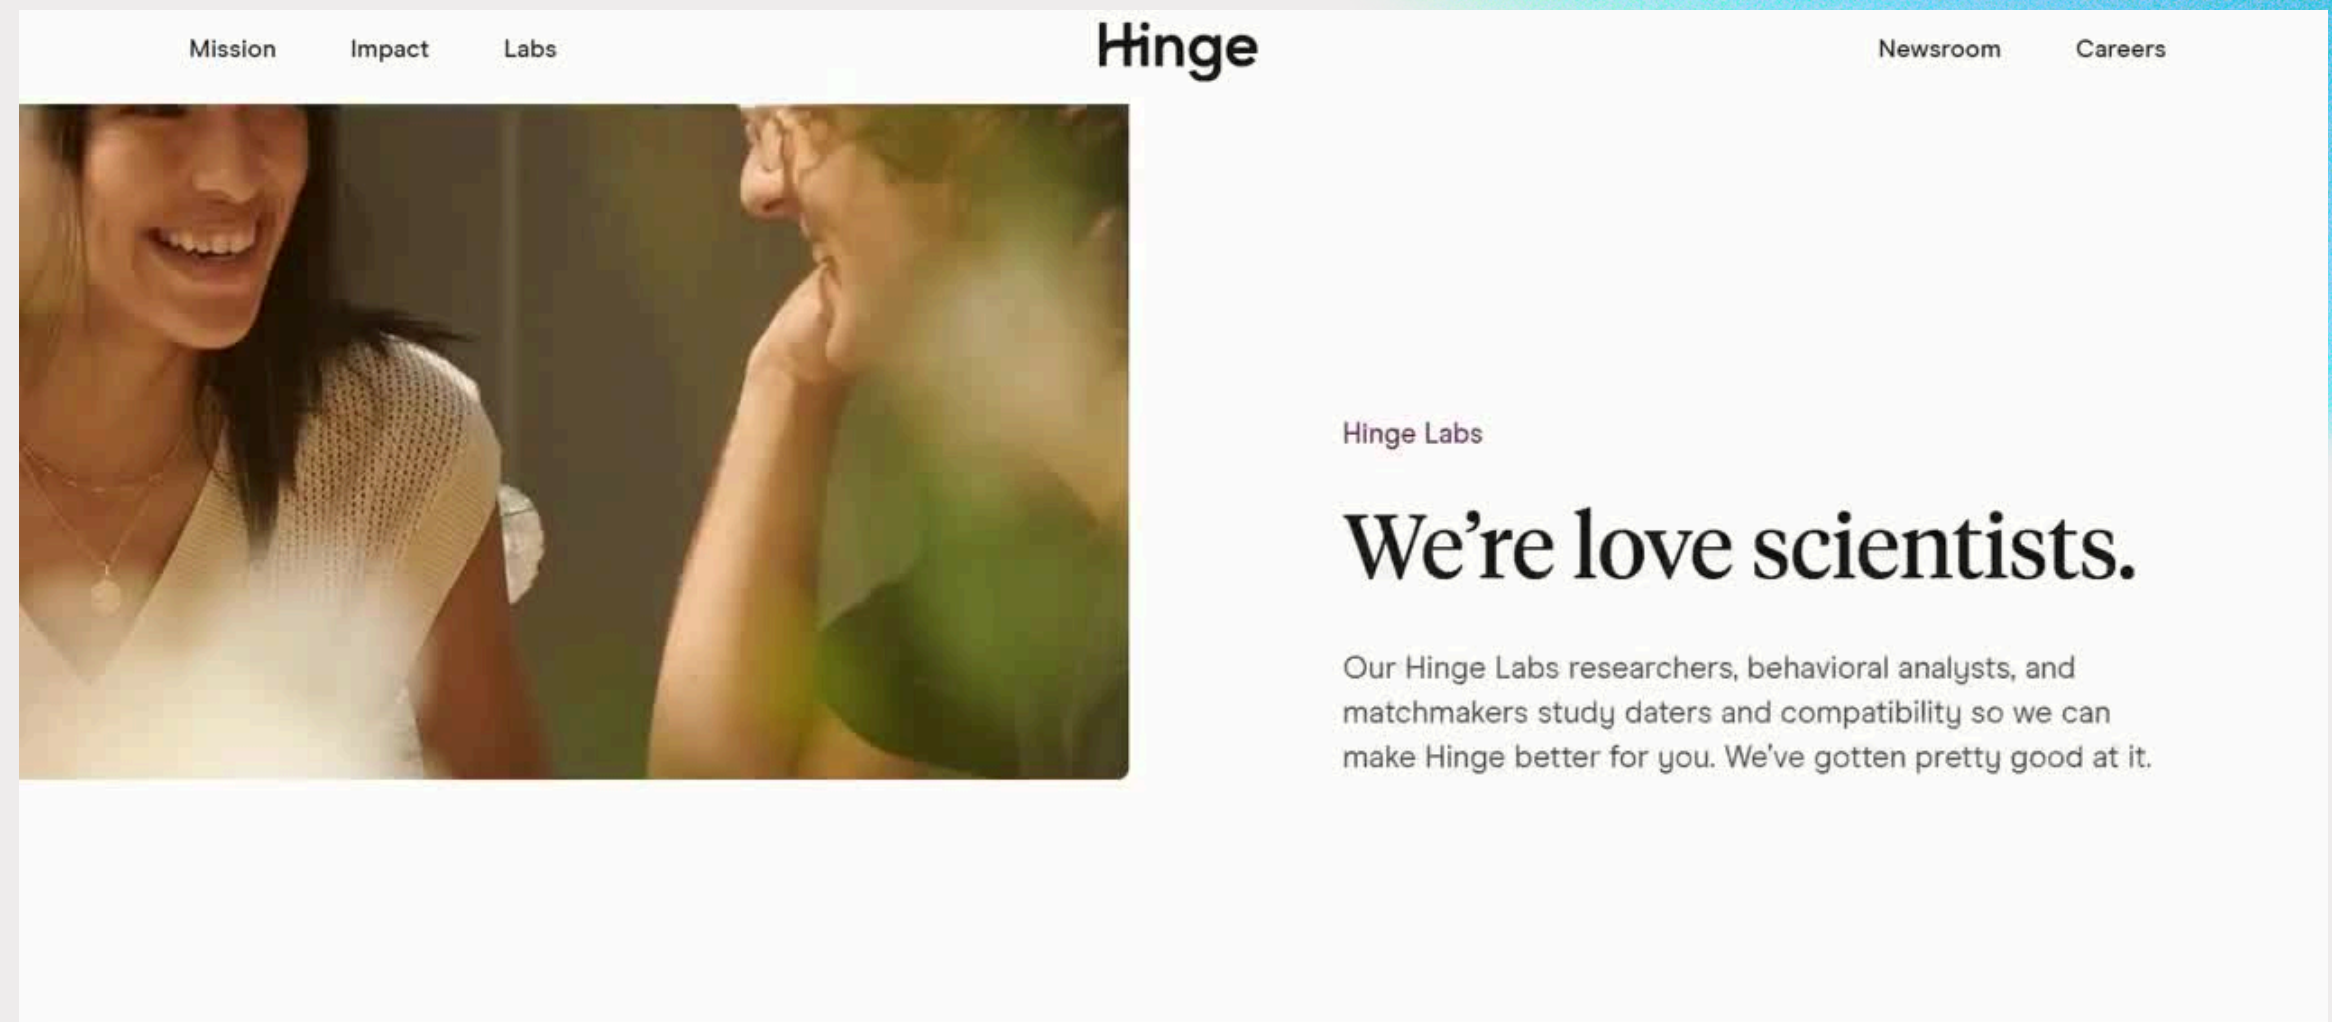 Mission Impact Labs Hinge Newsroom Careers
Hinge Labs
We're love scientists.
Our Hinge Labs researchers, behavioral analysts, and
matchmakers study daters and compatibility so we can
make Hinge better for you. We've gotten pretty good at it.